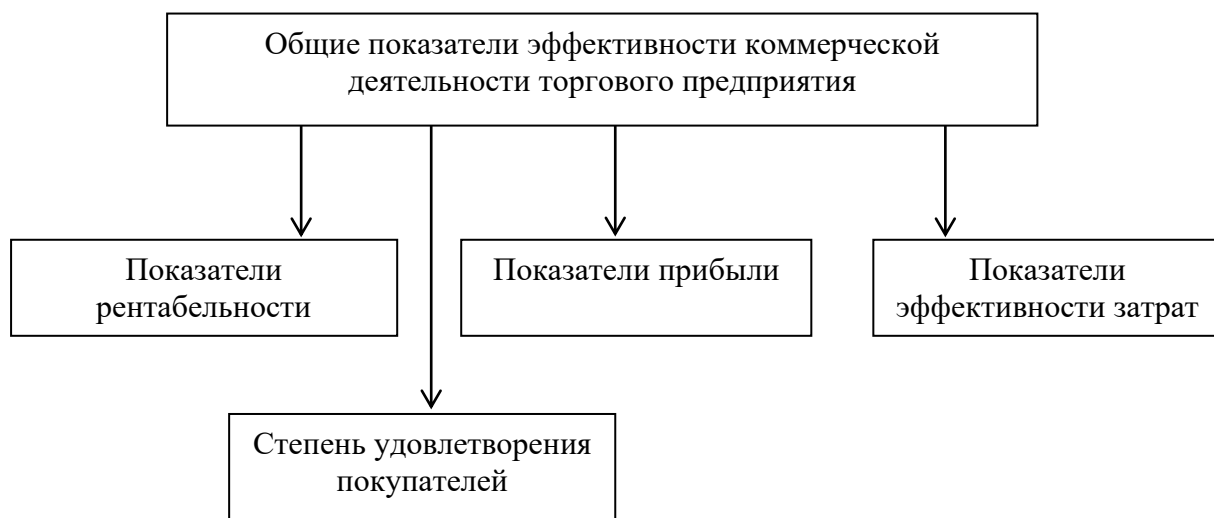 Общие показатели эффективности коммерческой
деятельности торгового предприятия
Показатели
рентабельности
Показатели прибыли
Показатели
эффективности затрат
Степень удовлетворения
покупателей